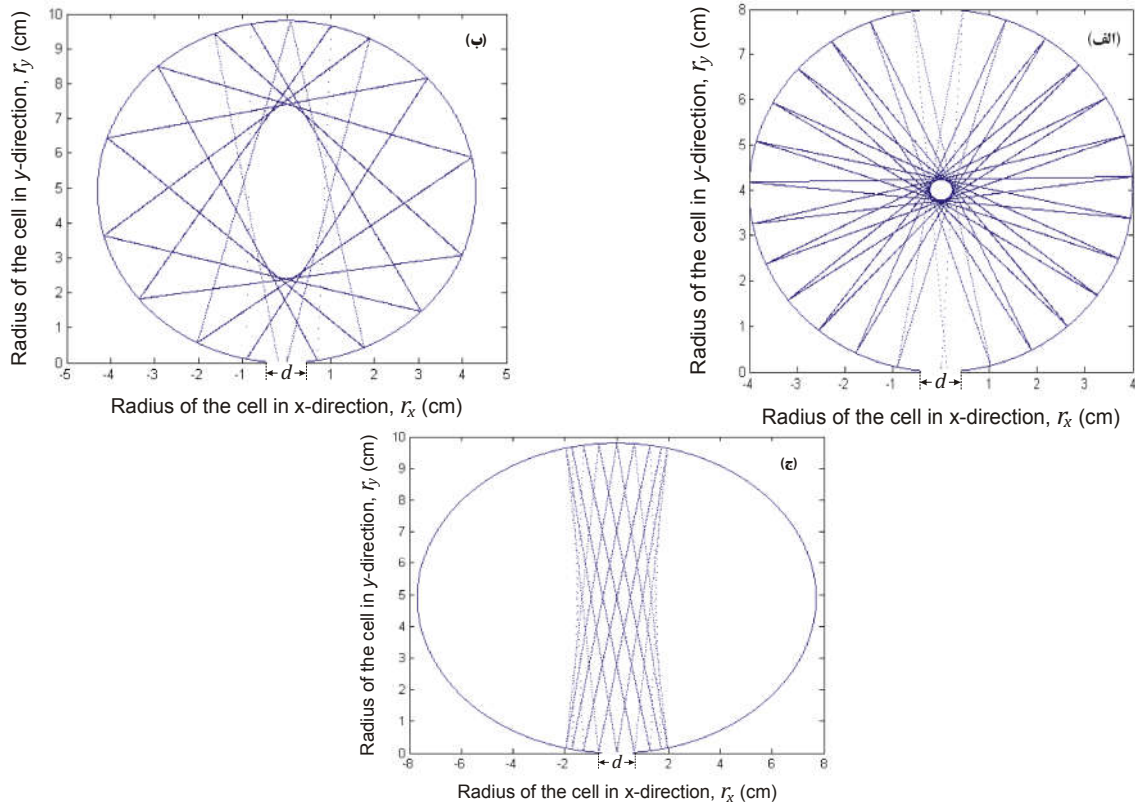 (ب)
Radius of the cell in y-direction, r_y (cm)
10
9
8
7
6
5
4
3
2
1
0
-5 -4 -3 -2 -1 0 1 2 3 4 5
d
Radius of the cell in x-direction, r_x (cm)
(الف)
Radius of the cell in y-direction, r_y (cm)
8
7
6
5
4
3
2
1
0
-4 -3 -2 -1 0 1 2 3 4
d
Radius of the cell in x-direction, r_x (cm)
(ج)
Radius of the cell in y-direction, r_y (cm)
10
9
8
7
6
5
4
3
2
1
0
-8 -6 -4 -2 0 2 4 6 8
d
Radius of the cell in x-direction, r_x (cm)